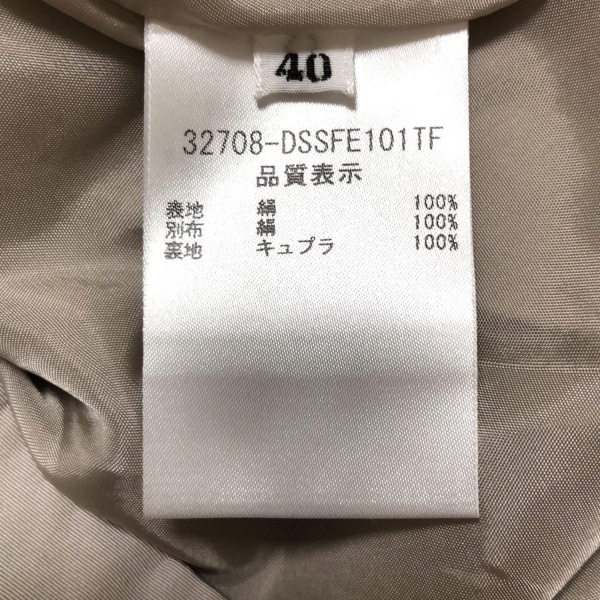 40
32708-DSSFE101TF
品質表示
表地 絹 100%
別布 絹 100%
裏地 キュプラ 100%